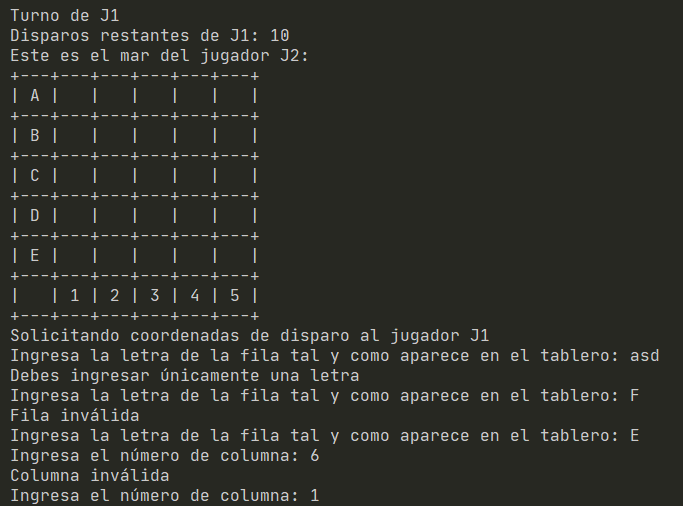 Turno de J1
Disparos restantes de J1: 10
Este es el mar del jugador J2:
+---+---+---+---+---+---+
| A |   |   |   |   |   |
+---+---+---+---+---+---+
| B |   |   |   |   |   |
+---+---+---+---+---+---+
| C |   |   |   |   |   |
+---+---+---+---+---+---+
| D |   |   |   |   |   |
+---+---+---+---+---+---+
| E |   |   |   |   |   |
+---+---+---+---+---+---+
|   | 1 | 2 | 3 | 4 | 5 |
+---+---+---+---+---+---+
Solicitando coordenadas de disparo al jugador J1
Ingresa la letra de la fila tal y como aparece en el tablero: asd
Debes ingresar únicamente una letra
Ingresa la letra de la fila tal y como aparece en el tablero: F
Fila inválida
Ingresa la letra de la fila tal y como aparece en el tablero: E
Ingresa el número de columna: 6
Columna inválida
Ingresa el número de columna: 1